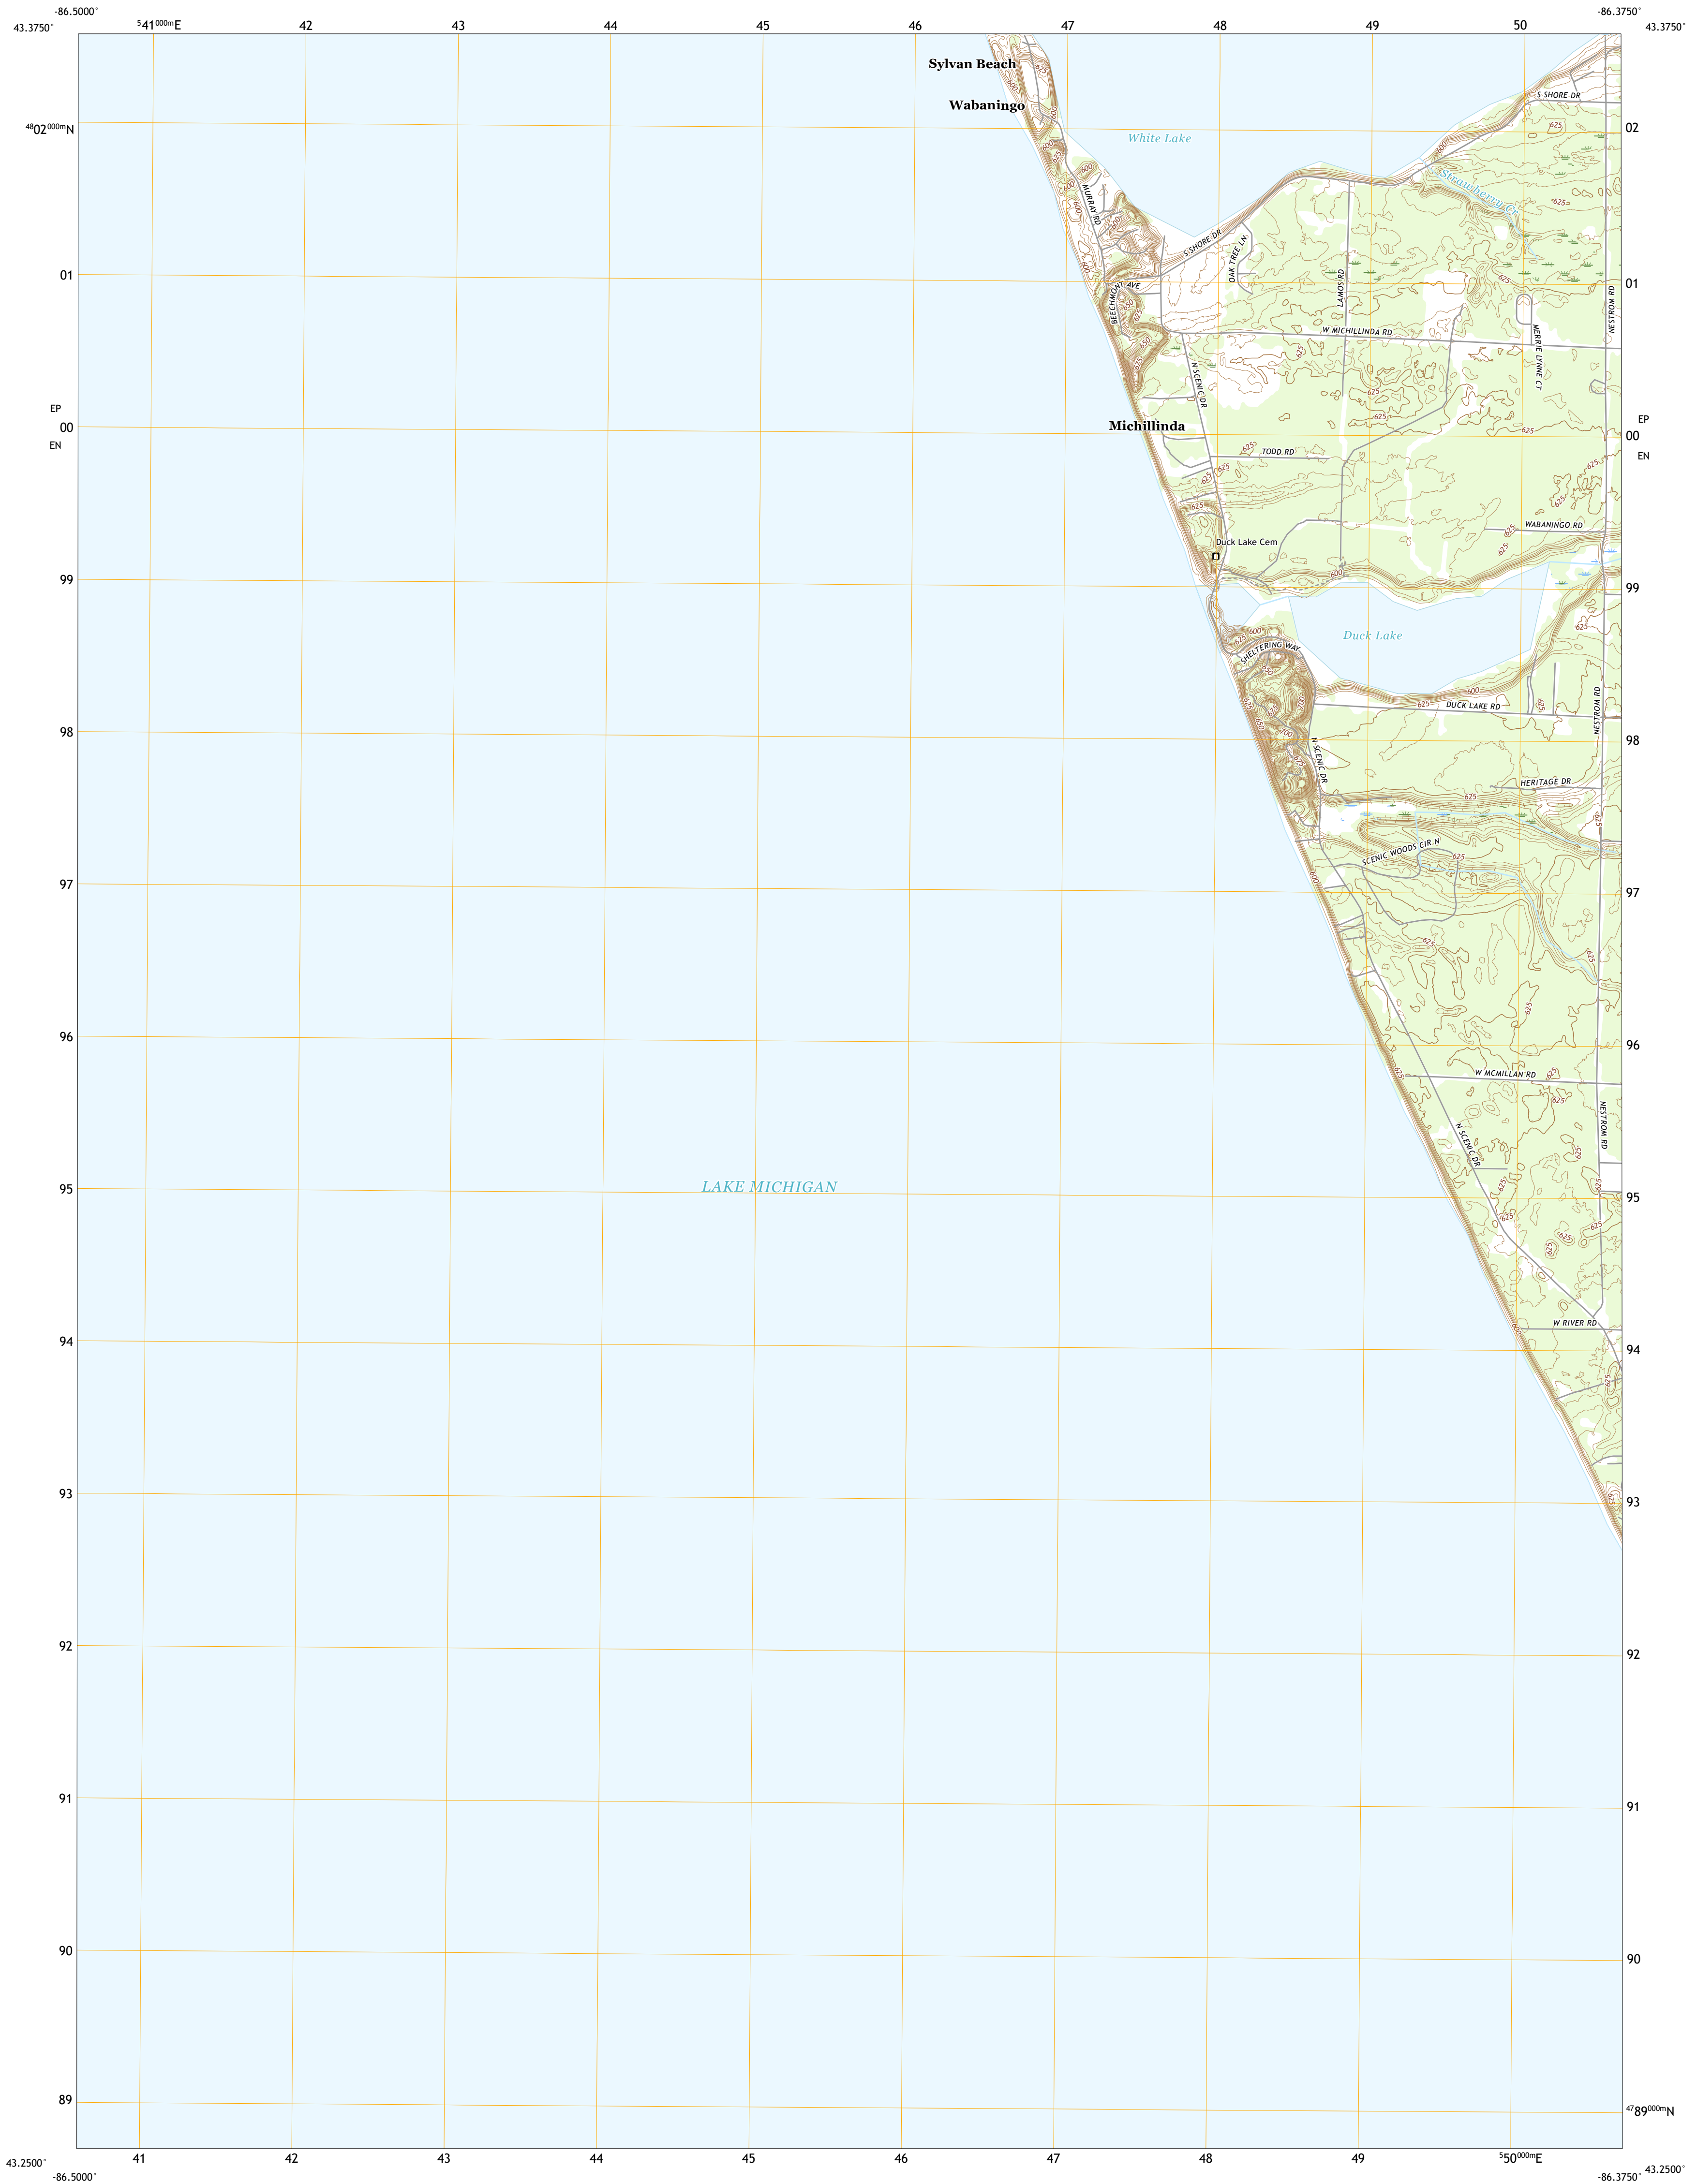 -86.5000°
-86.3750°
43.3750°
⁵41⁰⁰⁰ᵐE 42 43 44 45 46 47 48 49 50
43.3750°
Sylvan Beach
Wabaningo
White Lake
Strawberry Cr
S SHORE DR
⁴⁸02⁰⁰⁰ᵐN
02
MURRAY RD
S SHORE DR
OAK TREE LN
LAMOS RD
NESTROM RD
01
01
BEECHMONT AVE
W MICHILLINDA RD
MERRIE LYNNE CT
N SCENIC DR
EP
00
EN
Michillinda
EP
00
EN
TODD RD
WABANINGO RD
Duck Lake Cem
99
99
Duck Lake
SHELTERING WAY
DUCK LAKE RD
NESTROM RD
98
98
N SCENIC DR
HERITAGE DR
SCENIC WOODS CIR N
97
97
96
96
W MCMILLAN RD
NESTROM RD
N SCENIC DR
LAKE MICHIGAN
95
95
W RIVER RD
94
94
93
93
92
92
91
91
90
90
89
⁴⁷89⁰⁰⁰ᵐN
600
625
650
675
700
43.2500°
41 42 43 44 45 46 47 48 49 ⁵50⁰⁰⁰ᵐE
43.2500°
-86.5000°
-86.3750°